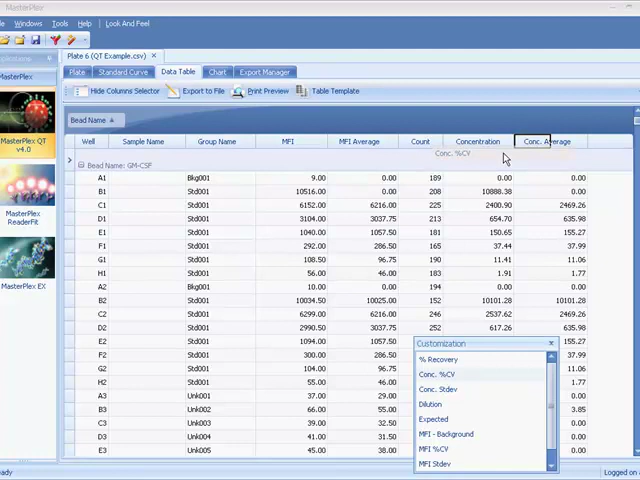 MasterPlex
Windows Tools Help Look And Feel
Plate 6 (QT Example.csv)
MasterPlex
Plate Standard Curve Data Table Chart Export Manager
Hide Columns Selector Export to File Print Preview Table Template
Bead Name
Well Sample Name Group Name MFI MFI Average Count Concentration Conc. Average
Conc. %CV
Bead Name: GM-CSF
A1 Bkg001 9.00 0.00 189 0.00 0.00
B1 Std001 10516.00 0.00 208 10888.38
C1 Std001 6152.00 6216.00 225 2400.90 2469.26
D1 Std001 3104.00 3037.75 213 654.70 635.98
E1 Std001 1040.00 1057.50 181 150.65 155.27
F1 Std001 292.00 286.50 165 37.44 37.99
G1 Std001 108.50 96.75 190 11.41 11.06
H1 Std001 56.00 46.00 183 1.91 1.77
A2 Bkg001 10.00 0.00 194 0.00 0.00
B2 Std001 10034.50 10025.00 152 10101.28 10101.28
C2 Std001 6299.00 6216.00 246 2537.62 2469.26
D2 Std001 2990.50 3037.75 252 617.26 635.98
E2 Std001 1094.00 1057.50 155.27
F2 Std001 300.00 286.50 37.99
G2 Std001 104.00 96.75 11.06
H2 Std001 55.00 46.00 1.77
A3 Unk001 45.00 29.00 0.00
B3 Unk002 66.00 55.00 3.85
C3 Unk003 39.00 32.50 0.00
D3 Unk004 41.00 31.50 0.00
E3 Unk005 45.00 38.00 0.00
MasterPlex QT
v4.0
MasterPlex
ReaderFit
MasterPlex EX
Customization
% Recovery
Conc. %CV
Conc. Stdev
Dilution
Expected
MFI - Background
MFI %CV
MFI Stdev
Logged on